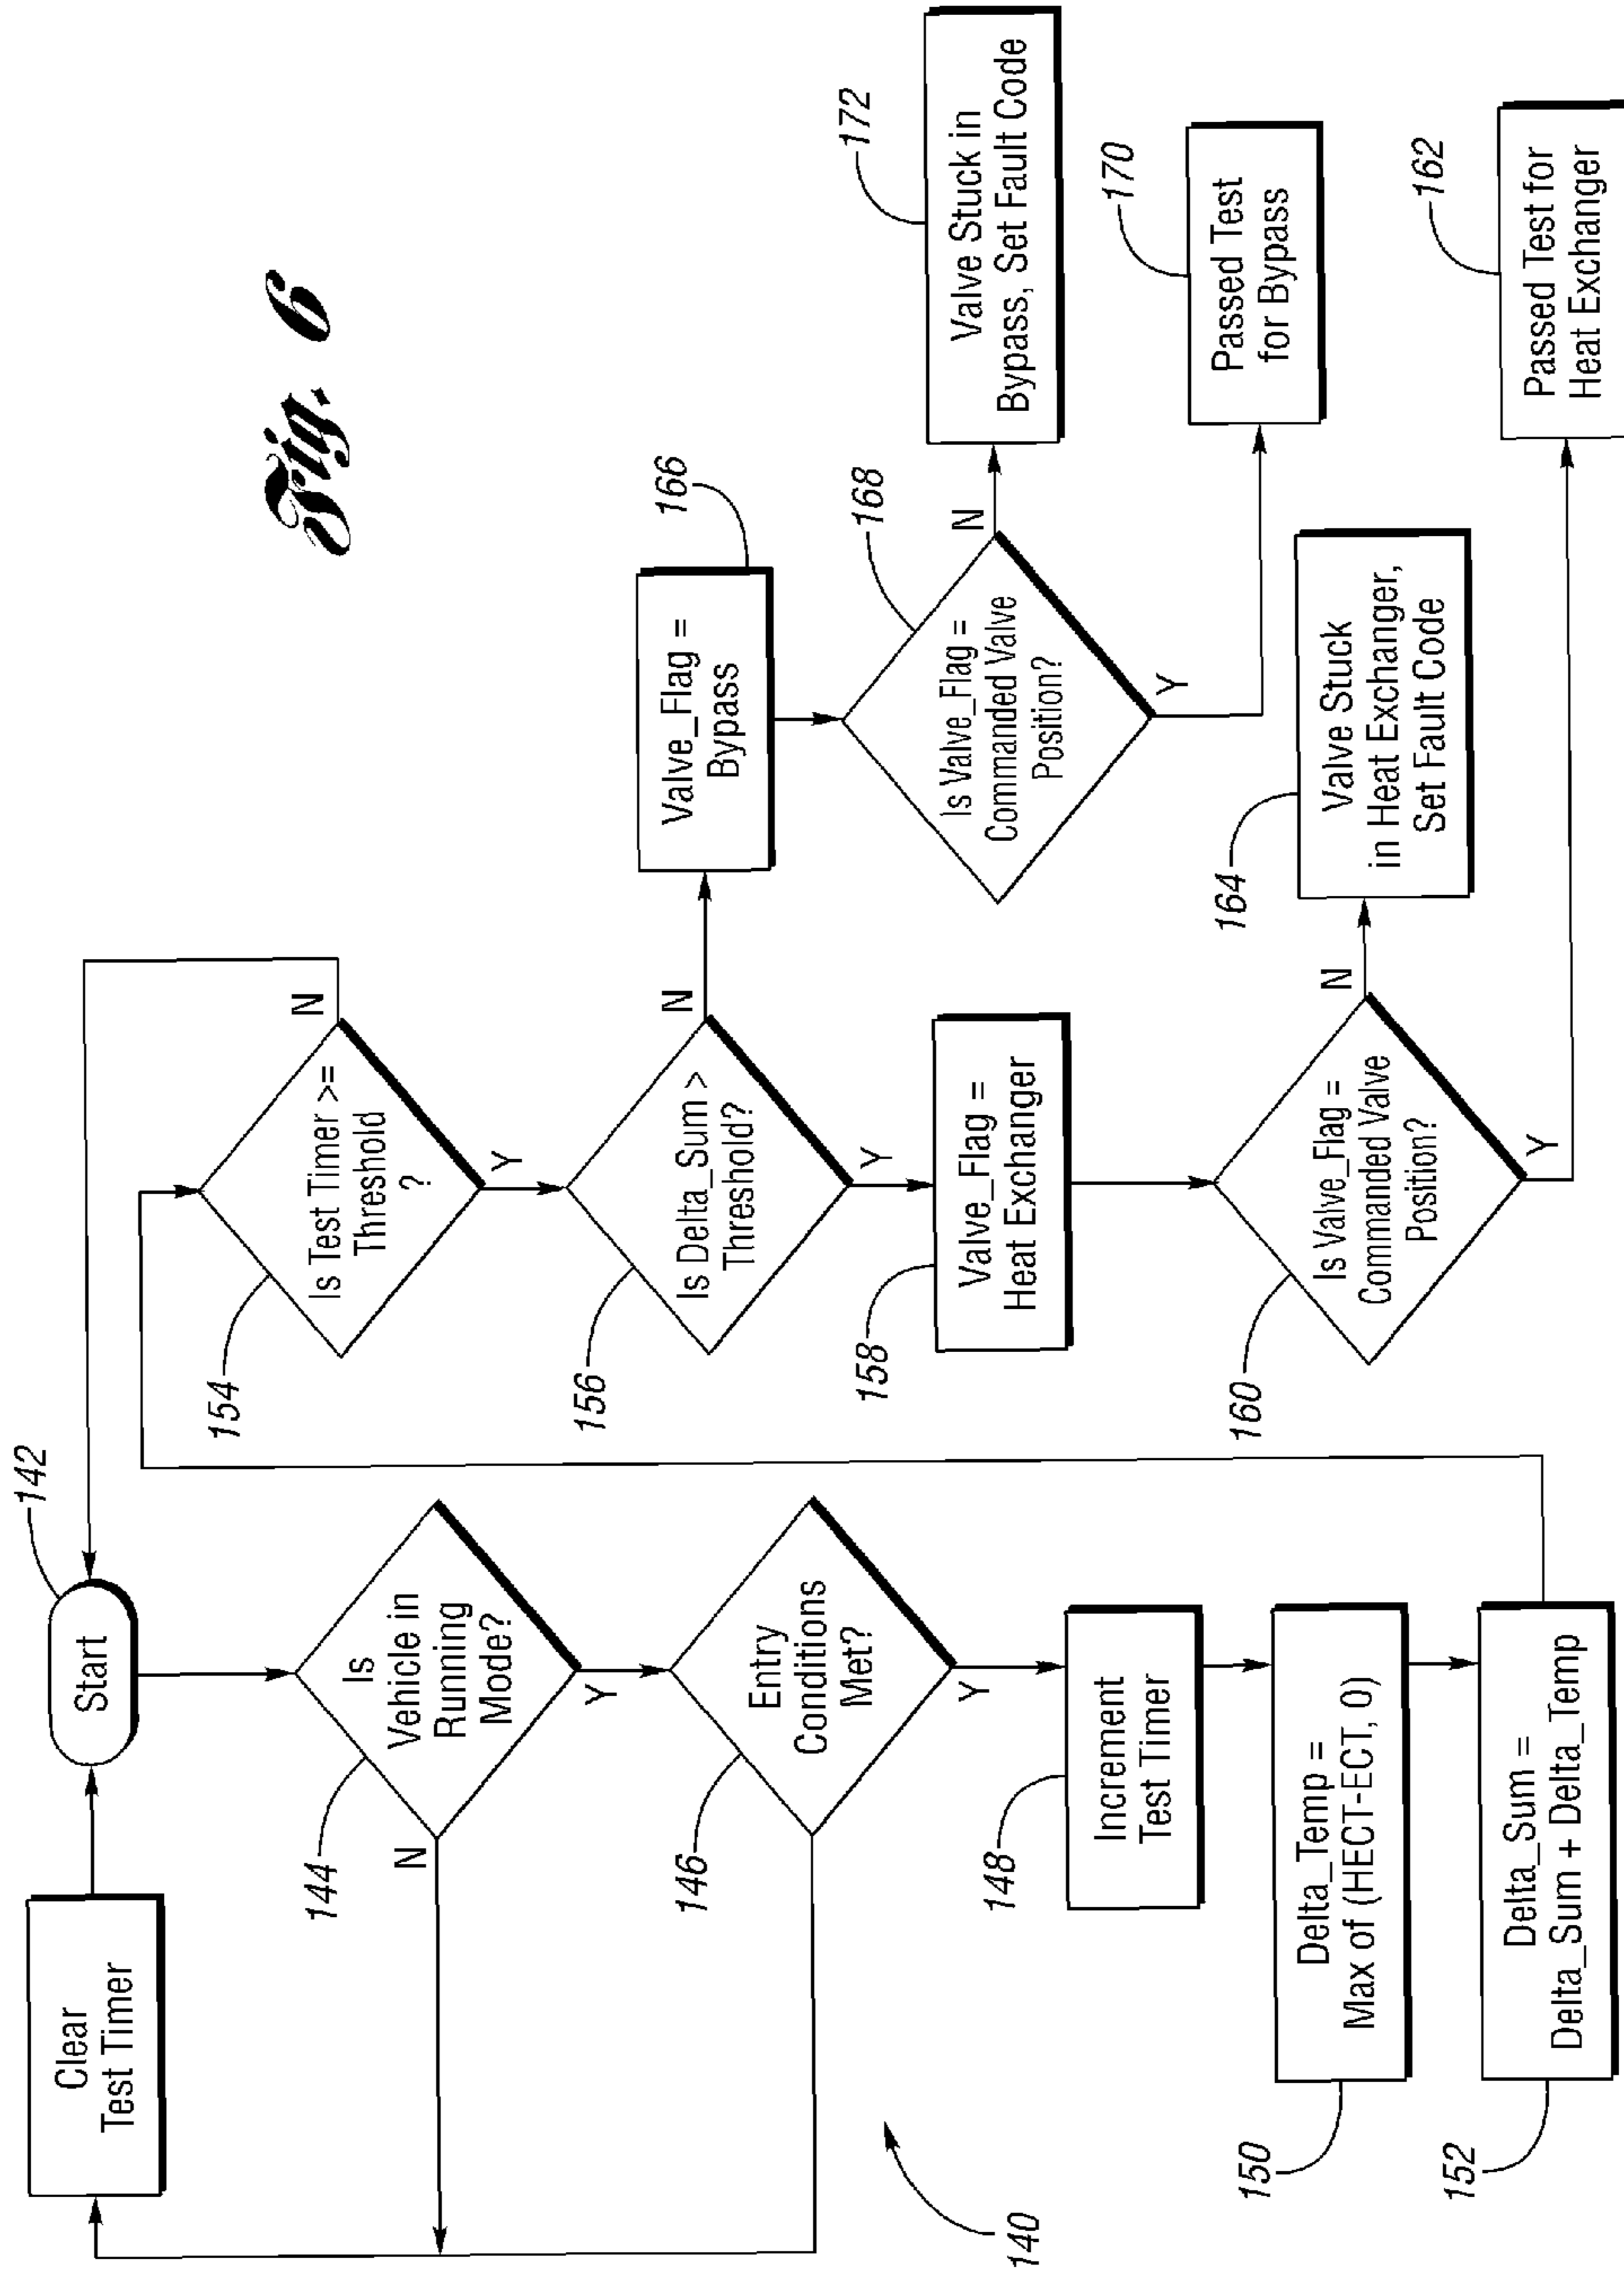 Fig. 6
Clear
Test Timer
Start
142
Is
Vehicle in
Running
Mode?
144
N
Y
Entry
Conditions
Met?
146
Y
Increment
Test Timer
148
Delta_Temp =
Max of (HECT-ECT, 0)
150
Delta_Sum =
Delta_Sum + Delta_Temp
152
140
Is Test Timer >=
Threshold
?
154
N
Y
Is Delta_Sum >
Threshold?
156
N
Y
Valve_Flag =
Heat Exchanger
158
Is Valve_Flag =
Commanded Valve
Position?
160
N
Y
Valve Stuck
in Heat Exchanger,
Set Fault Code
164
Passed Test for
Heat Exchanger
162
Valve_Flag =
Bypass
166
Is Valve_Flag =
Commanded Valve
Position?
168
N
Y
Valve Stuck in
Bypass, Set Fault Code
172
Passed Test
for Bypass
170